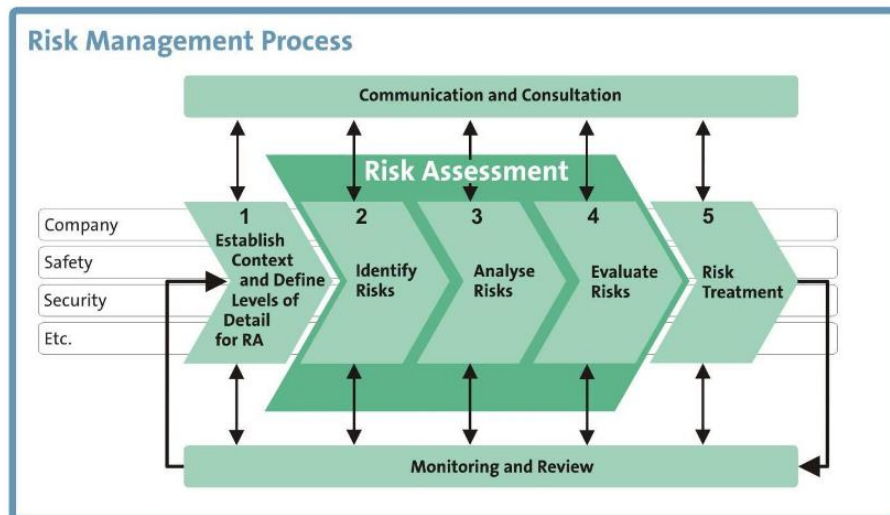 Risk Management Process
Communication and Consultation
Risk Assessment
Company
Safety
Security
Etc.
1
Establish
Context
and Define
Levels of
Detail
for RA
2
Identify
Risks
3
Analyse
Risks
4
Evaluate
Risks
5
Risk
Treatment
Monitoring and Review